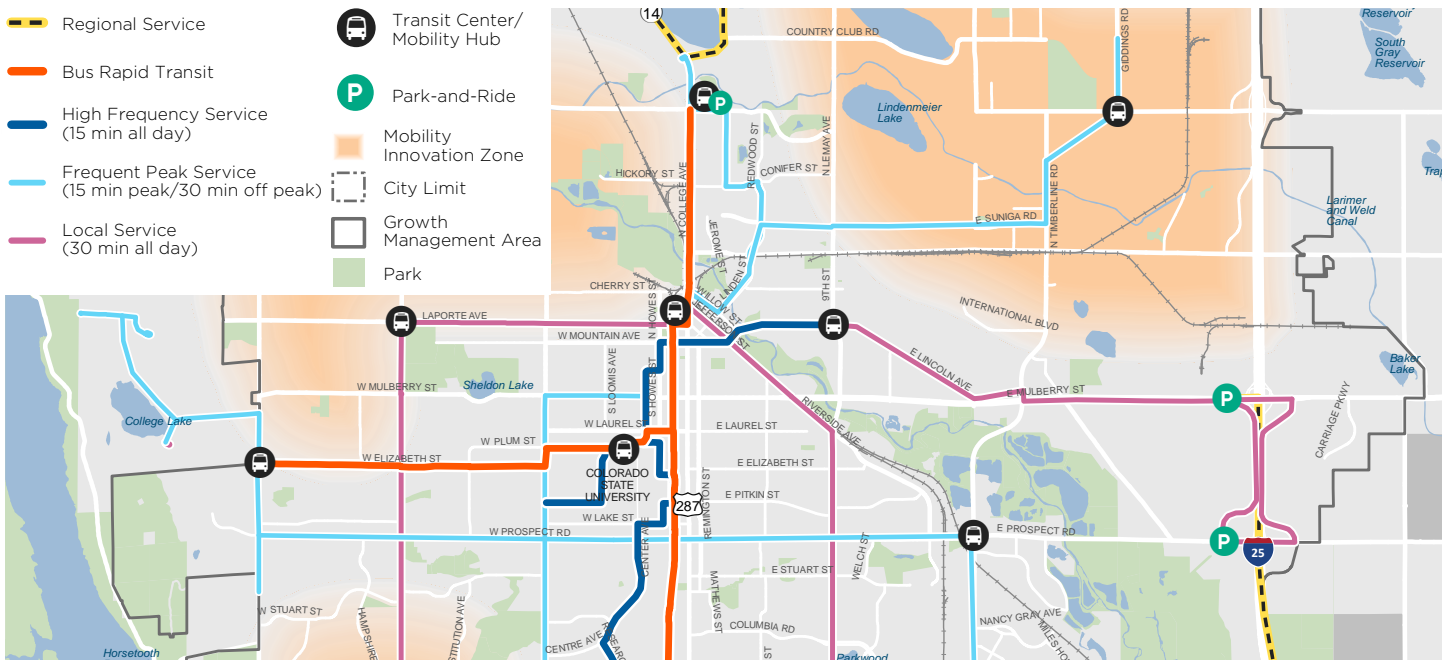 Regional Service
Bus Rapid Transit
High Frequency Service
(15 min all day)
Frequent Peak Service
(15 min peak/30 min off peak)
Local Service
(30 min all day)
Transit Center/
Mobility Hub
P
Park-and-Ride
Mobility
Innovation Zone
City Limit
Growth
Management Area
Park
14
COUNTRY CLUB RD
GIDDINGS RD
Reservoir
South
Gray
Reservoir
P
Lindenmeier
Lake
REDWOOD ST
N LEMAY AVE
HICKORY ST
N COLLEGE AVE
CONIFER ST
N TIMBERLINE RD
Larimer
and Weld
Canal
E SUNIGA RD
JEROME ST
LINDEN ST
CHERRY ST
N HOWES ST
WILLOW ST
JEFFERSON ST
9TH ST
INTERNATIONAL BLVD
LAPORTE AVE
W MOUNTAIN AVE
S LOOMIS AVE
S HOWES ST
E LINCOLN AVE
Baker
Lake
W MULBERRY ST
Sheldon Lake
E MULBERRY ST
P
CARRIAGE PKWY
College Lake
W LAUREL ST
E LAUREL ST
RIVERSIDE AVE
W PLUM ST
W ELIZABETH ST
E ELIZABETH ST
COLORADO
STATE
UNIVERSITY
287
REMINGTON ST
E PITKIN ST
W LAKE ST
W PROSPECT RD
E PROSPECT RD
P
25
CENTER AVE
WELCH ST
E STUART ST
MATHEWS ST
W STUART ST
HAMPSHIRE
COLUMBIA RD
NANCY GRAY AVE
CENTRE AVE
Horsetooth
Parkwood